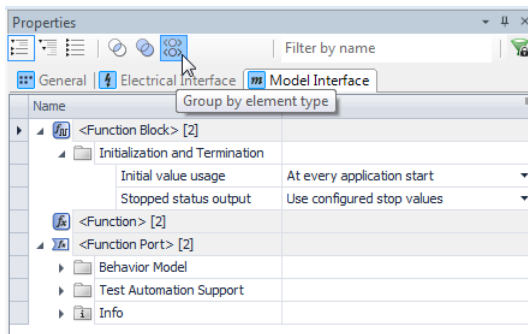 Properties
Filter by name
General Electrical Interface m Model Interface
Group by element type
Name
<Function Block> [2]
Initialization and Termination
Initial value usage At every application start
Stopped status output Use configured stop values
fx <Function> [2]
<Function Port> [2]
Behavior Model
Test Automation Support
i Info